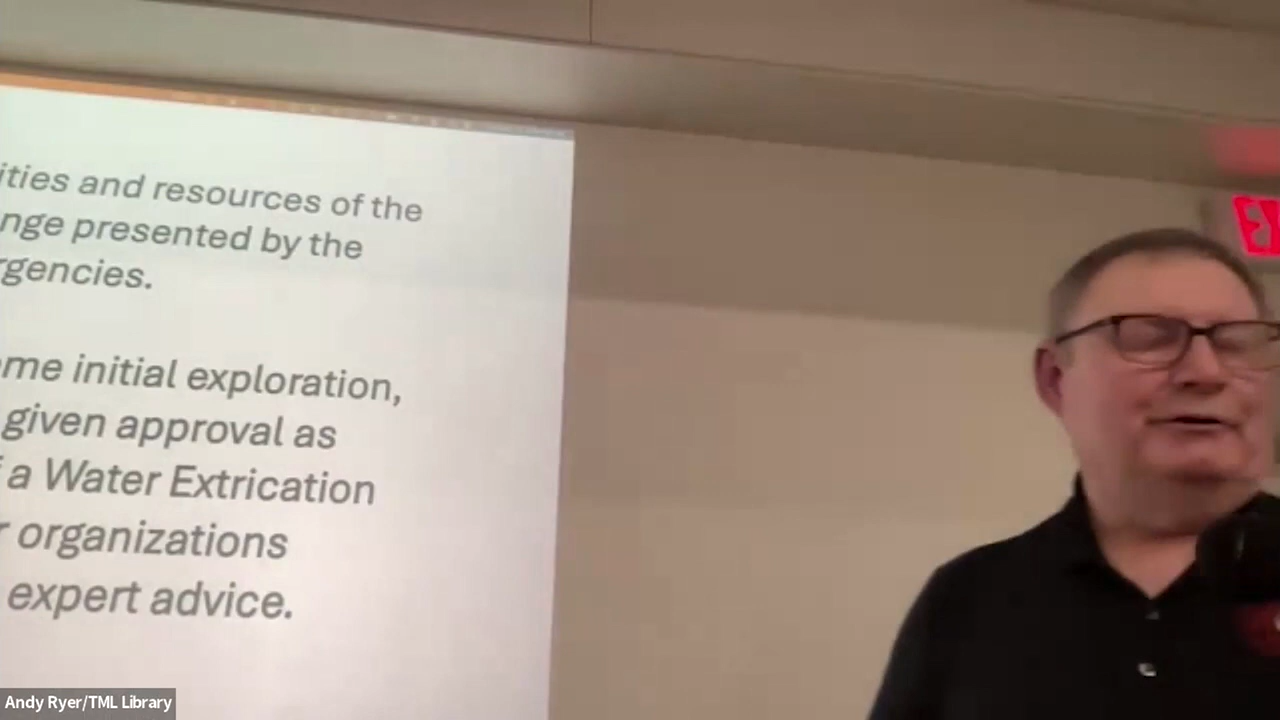 ities and resources of the
nge presented by the
rgencies.
me initial exploration,
given approval as
a Water Extrication
organizations
expert advice.
Andy Ryer/TML Library